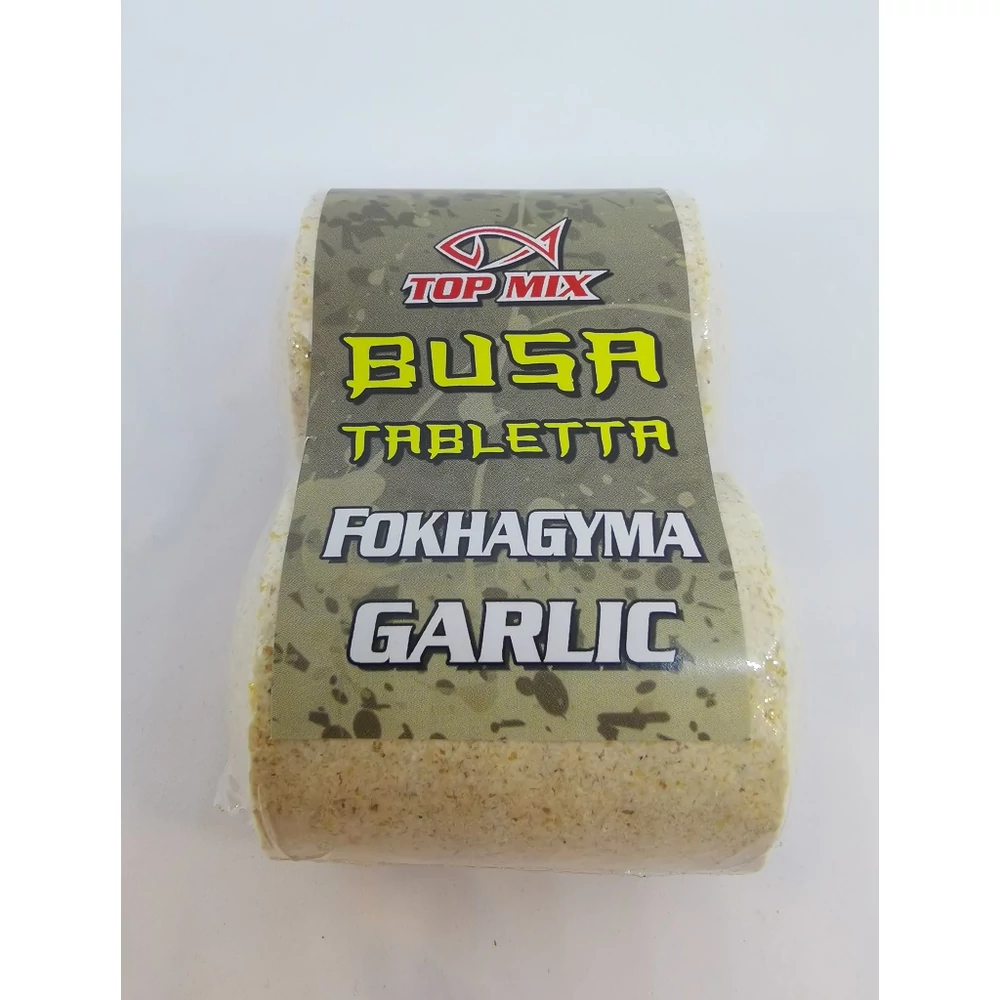 TOP MIX
BUSA
TABLETTA
FOKHAGYMA
GARLIC